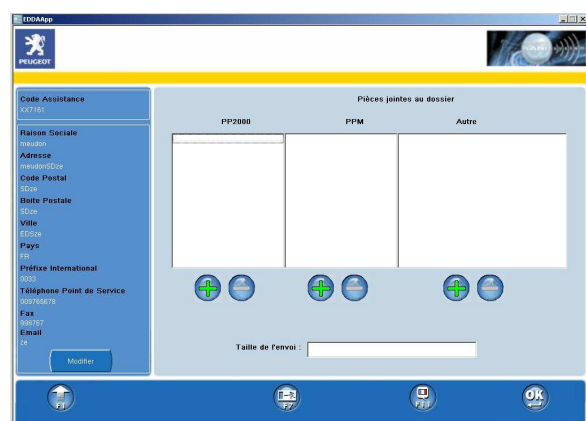 EDDAApp
PEUGEOT
Code Assistance
XX7181
Pièces jointes au dossier
PP2000 PPM Autre
Raison Sociale
meudon
Adresse
meudonSDze
Code Postal
SDze
Boite Postale
SDze
Ville
EDSze
Pays
FR
Préfixe International
0033
Téléphone Point de Service
009766678
Fax
998767
Email
ze
Modifier
Taille de l'envoi :
F1
F7
F11
OK